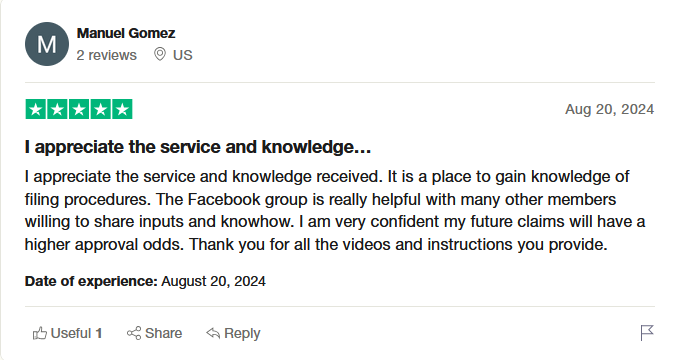 M
Manuel Gomez
2 reviews US
Aug 20, 2024
I appreciate the service and knowledge…
I appreciate the service and knowledge received. It is a place to gain knowledge of
filing procedures. The Facebook group is really helpful with many other members
willing to share inputs and knowhow. I am very confident my future claims will have a
higher approval odds. Thank you for all the videos and instructions you provide.
Date of experience: August 20, 2024
Useful 1 Share Reply